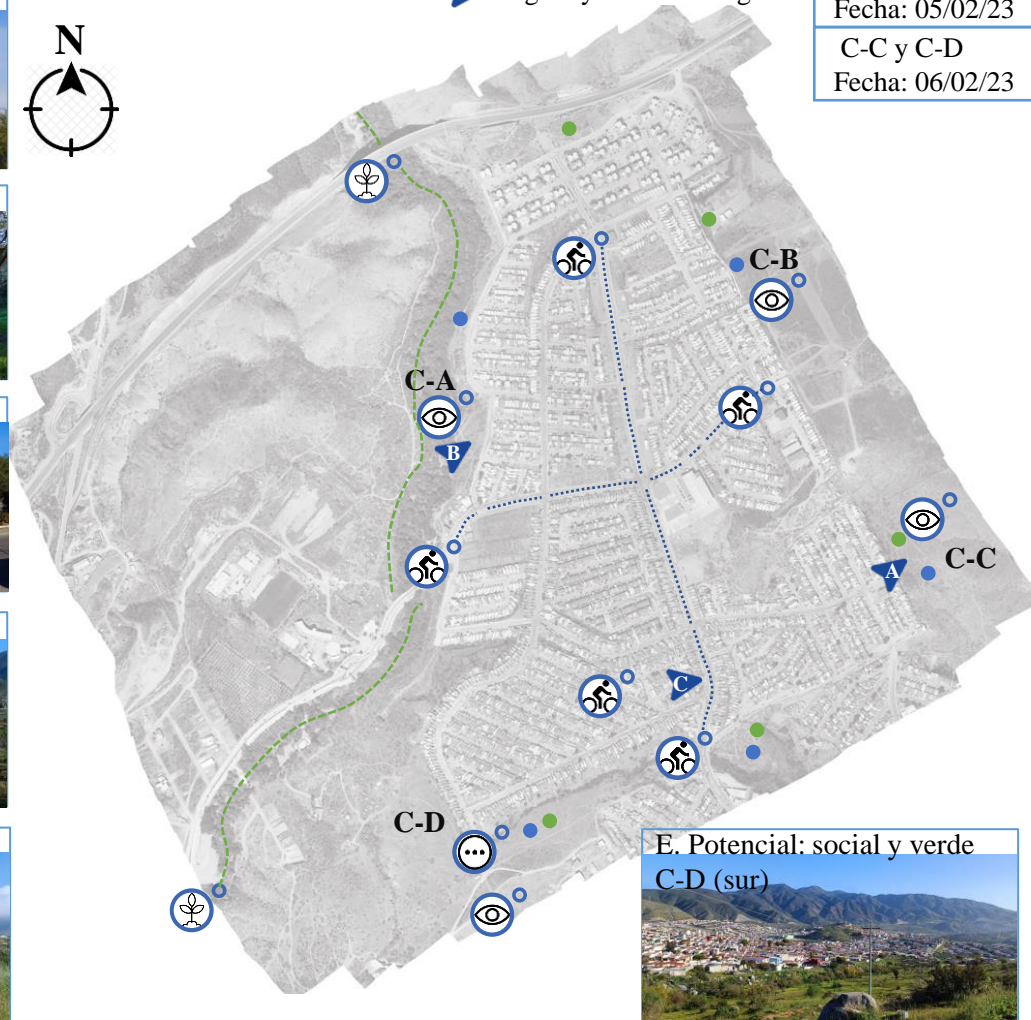 Fecha: 05/02/23
C-C y C-D
Fecha: 06/02/23
N
C-B
C-A
B
C-C
A
C
C-D
E. Potencial: social y verde
C-D (sur)